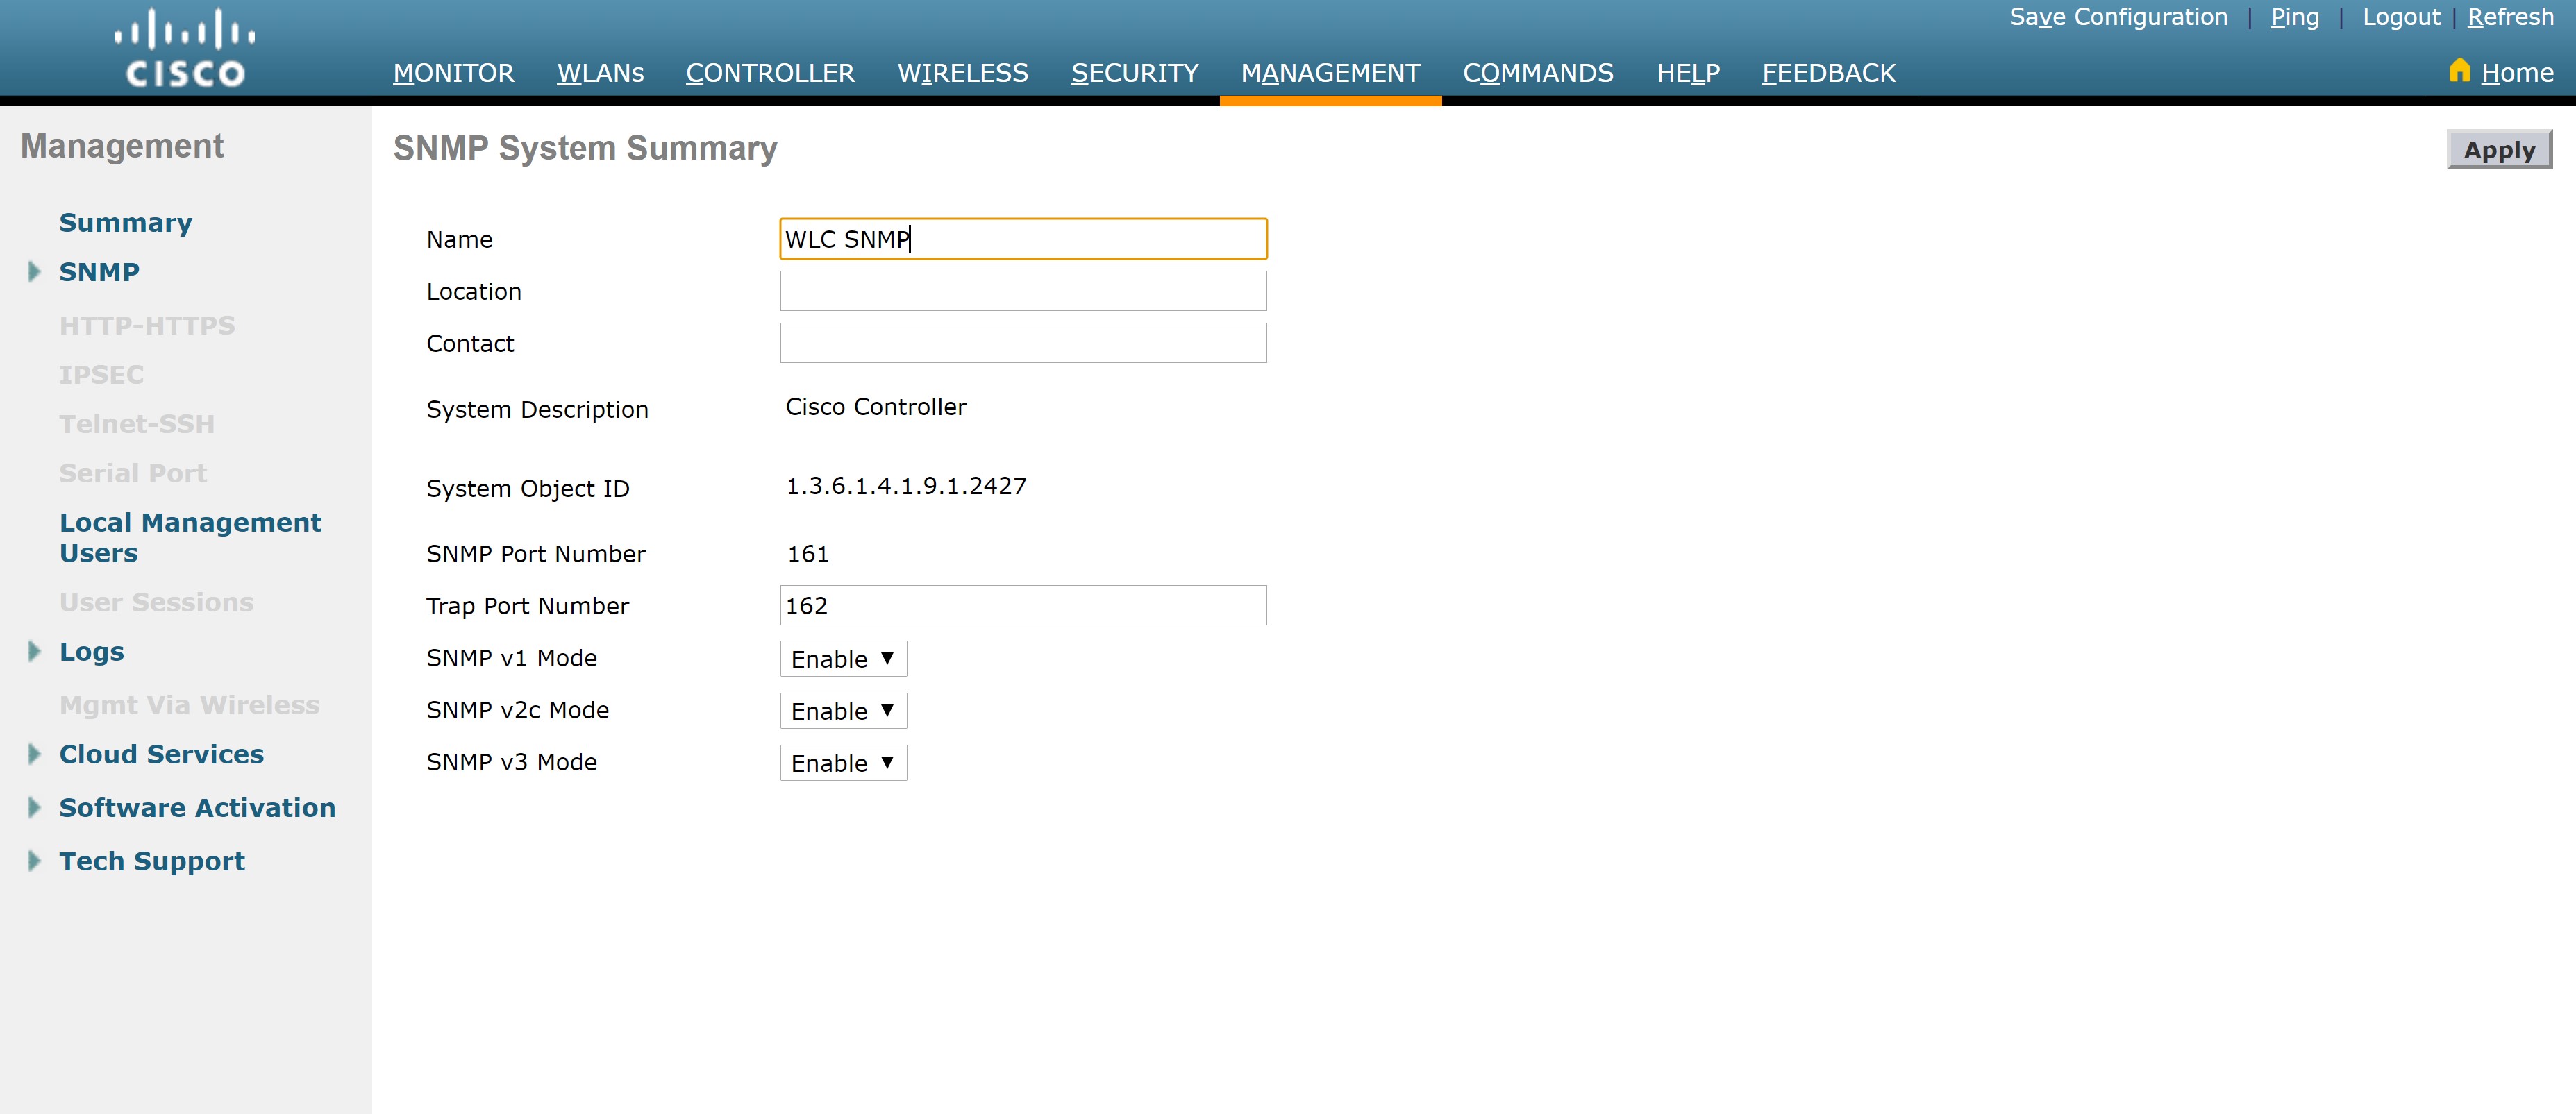 Save Configuration | Ping | Logout | Refresh
CISCO
MONITOR WLANs CONTROLLER WIRELESS SECURITY MANAGEMENT COMMANDS HELP FEEDBACK Home
Management
Summary
SNMP
HTTP-HTTPS
IPSEC
Telnet-SSH
Serial Port
Local Management
Users
User Sessions
Logs
Mgmt Via Wireless
Cloud Services
Software Activation
Tech Support
SNMP System Summary
Apply
Name WLC SNMP
Location
Contact
System Description Cisco Controller
System Object ID 1.3.6.1.4.1.9.1.2427
SNMP Port Number 161
Trap Port Number 162
SNMP v1 Mode Enable
SNMP v2c Mode Enable
SNMP v3 Mode Enable